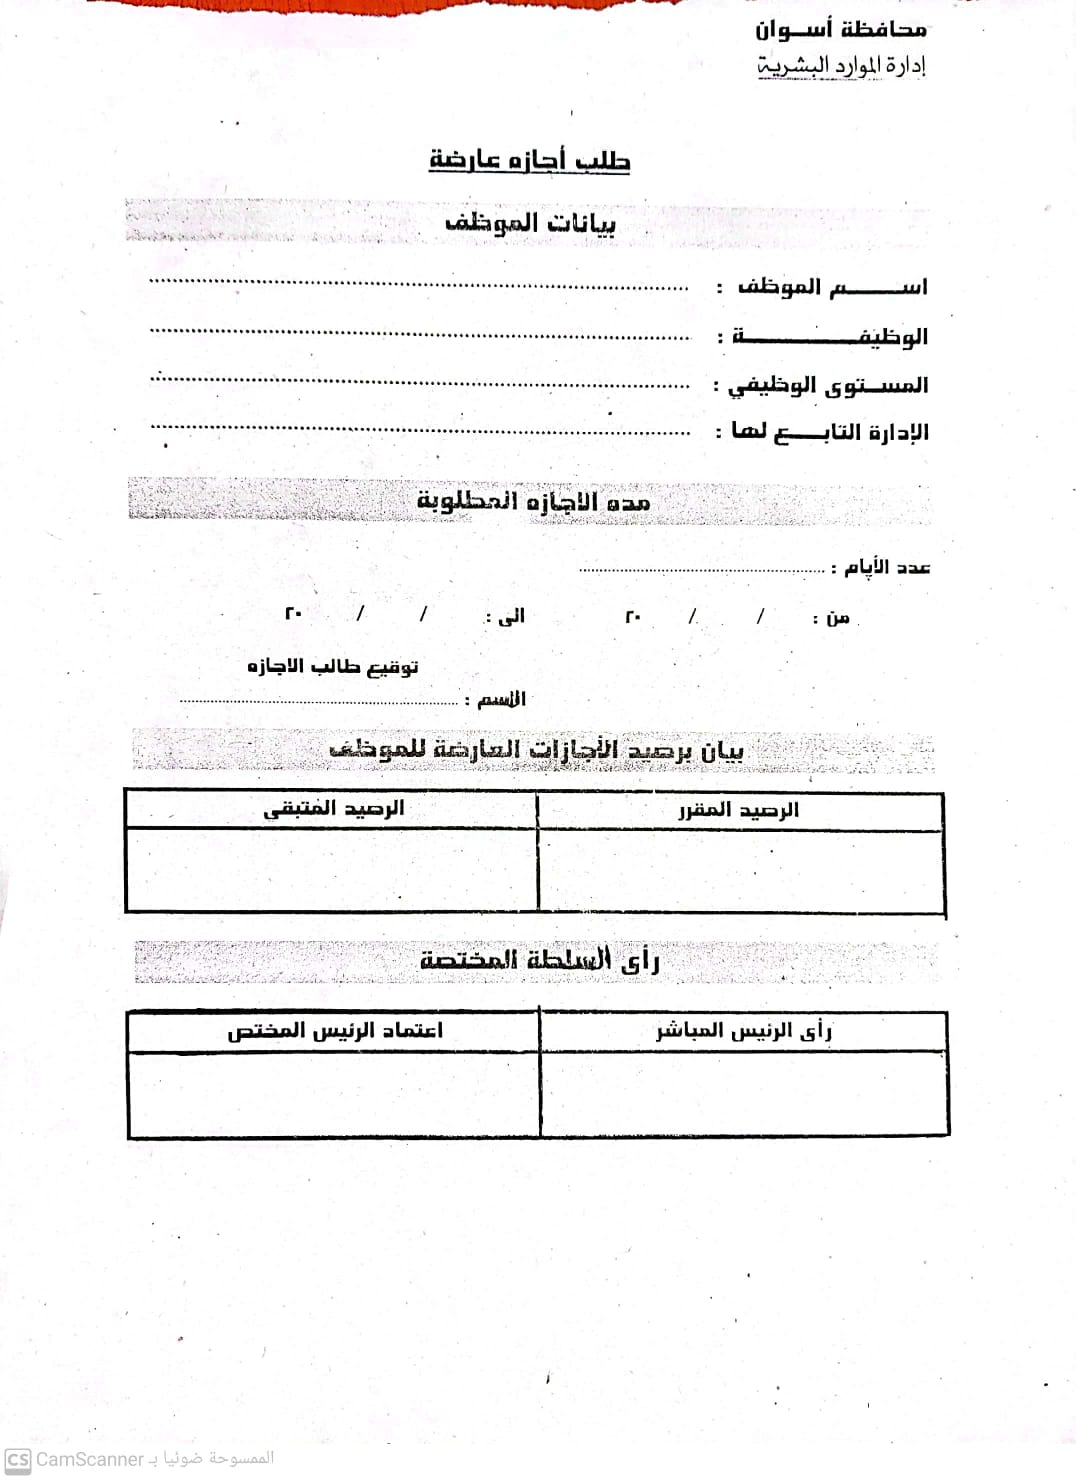 محافظة أسوان
إدارة الموارد البشرية
طلب أجازه عارضة
بيانات الموظف
اسم الموظف :
الوظيفة :
المستوى الوظيفي :
الإدارة التابع لها :
مده الاجازه المطلوبة
عدد الأيام :
من : / / ٢٠ الى : / / ٢٠
توقيع طالب الاجازه
الأسم :
بيان برصيد الأجازات العارضة للموظف
الرصيد المقرر الرصيد المتبقى
رأى السلطة المختصة
رأى الرئيس المباشر اعتماد الرئيس المختص
CS CamScanner الممسوحة ضوئيا بـ